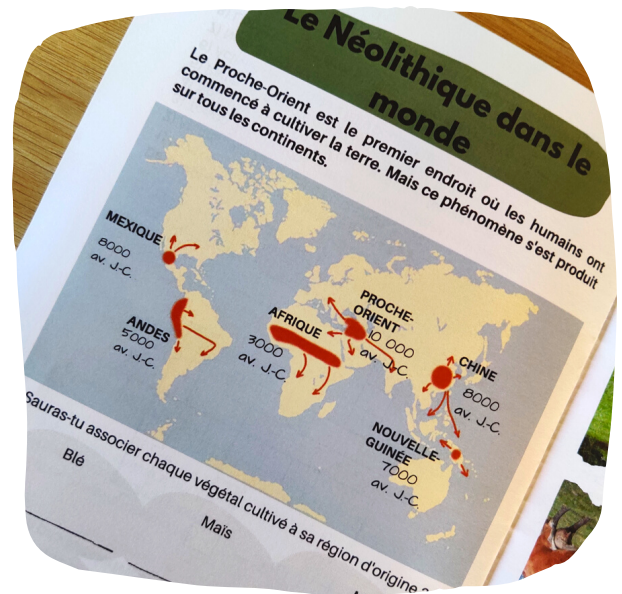 Le Néolithique dans le
monde
Le Proche-Orient est le premier endroit où les humains ont
commencé à cultiver la terre. Mais ce phénomène s'est produit
sur tous les continents.
MEXIQUE
8000
av. J.-C.
ANDES
5000
av. J.-C.
AFRIQUE
3000
av. J.-C.
PROCHE-
ORIENT
10 000
av. J.-C.
CHINE
8000
av. J.-C.
NOUVELLE-
GUINÉE
7000
av. J.-C.
Sauras-tu associer chaque végétal cultivé à sa région d'origine
Blé
Maïs